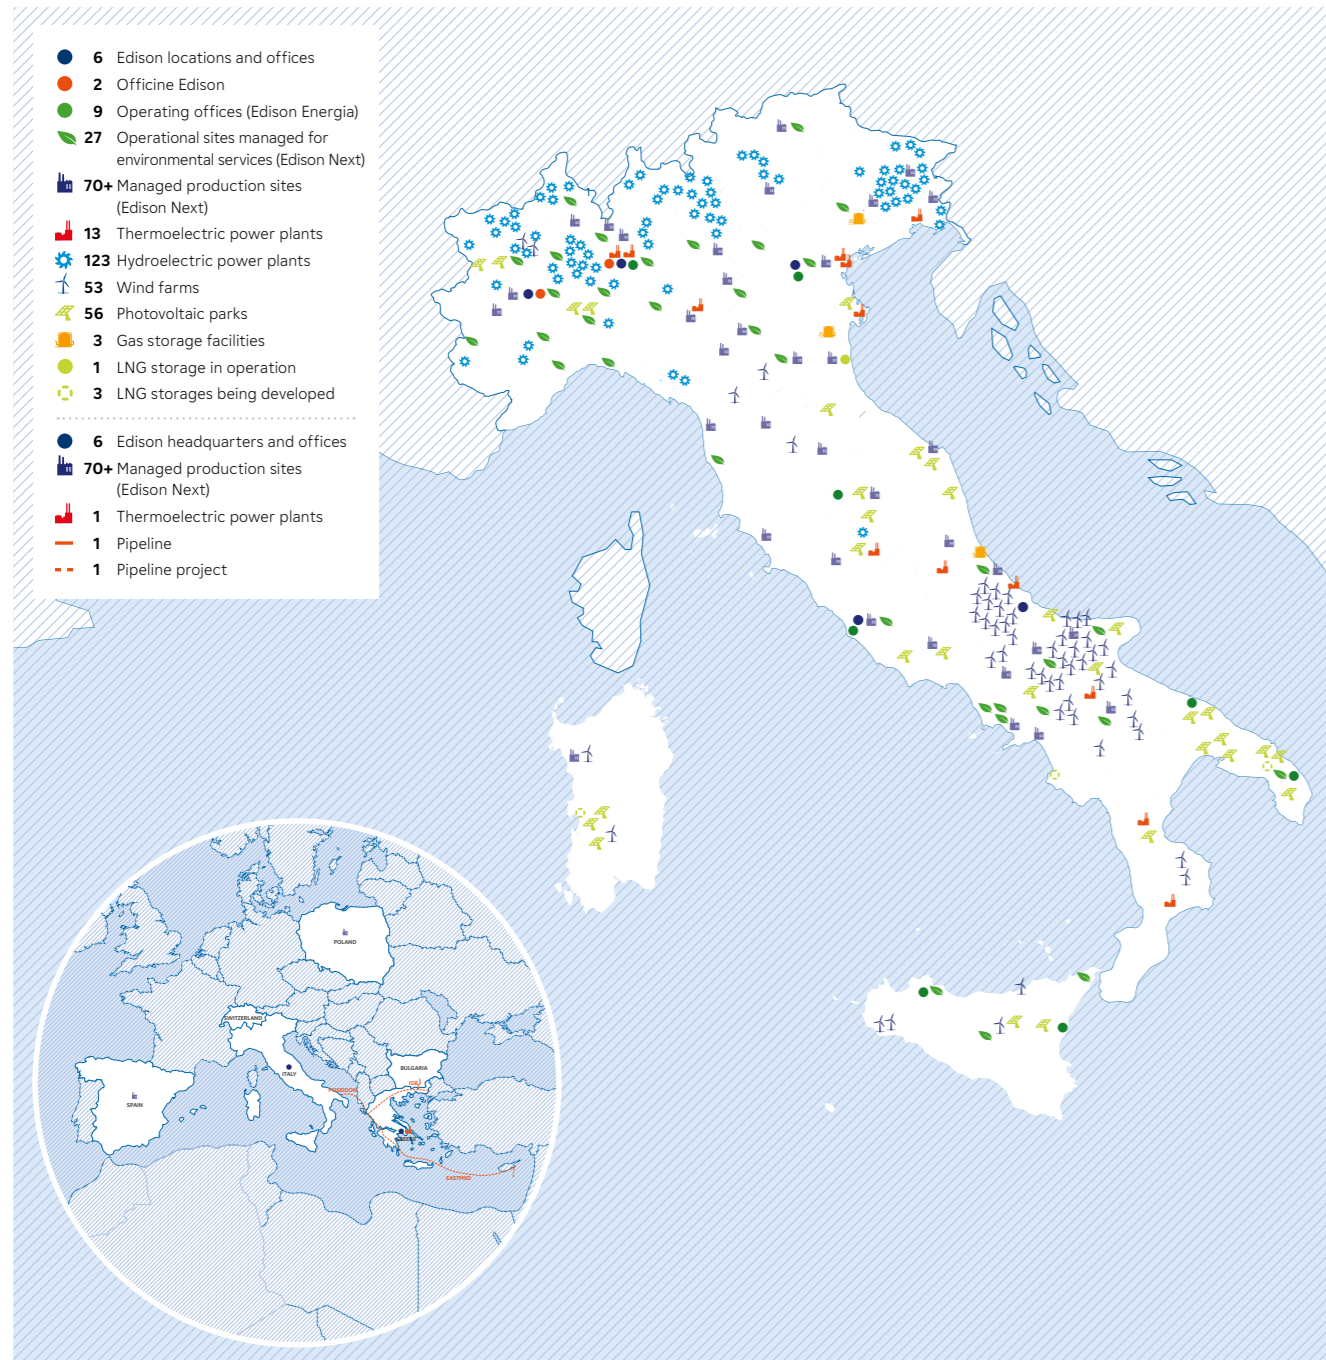 6 Edison locations and offices
2 Officine Edison
9 Operating offices (Edison Energia)
27 Operational sites managed for
environmental services (Edison Next)
70+ Managed production sites
(Edison Next)
13 Thermoelectric power plants
123 Hydroelectric power plants
53 Wind farms
56 Photovoltaic parks
3 Gas storage facilities
1 LNG storage in operation
3 LNG storages being developed
6 Edison headquarters and offices
70+ Managed production sites
(Edison Next)
1 Thermoelectric power plants
1 Pipeline
1 Pipeline project
POLAND
SWITZERLAND
BULGARIA
ITALY
IGB
POSEIDON
SPAIN
EASTMED